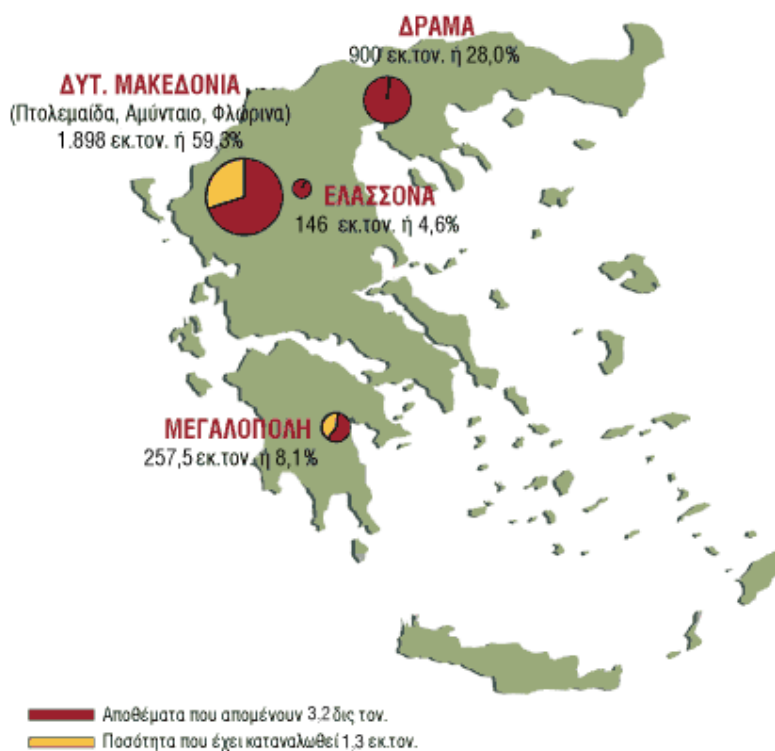 ΔΡΑΜΑ
900 εκ.τον. ή 28,0%
ΔΥΤ. ΜΑΚΕΔΟΝΙΑ
(Πτολεμαίδα, Αμύνταιο, Φλώρινα)
1.898 εκ.τον. ή 59,3%
ΕΛΑΣΣΟΝΑ
146 εκ.τον. ή 4,6%
ΜΕΓΑΛΟΠΟΛΗ
257,5 εκ.τον. ή 8,1%
Αποθέματα που απομένουν 3,2 δις τον.
Ποσότητα που έχει καταναλωθεί 1,3 εκ.τον.